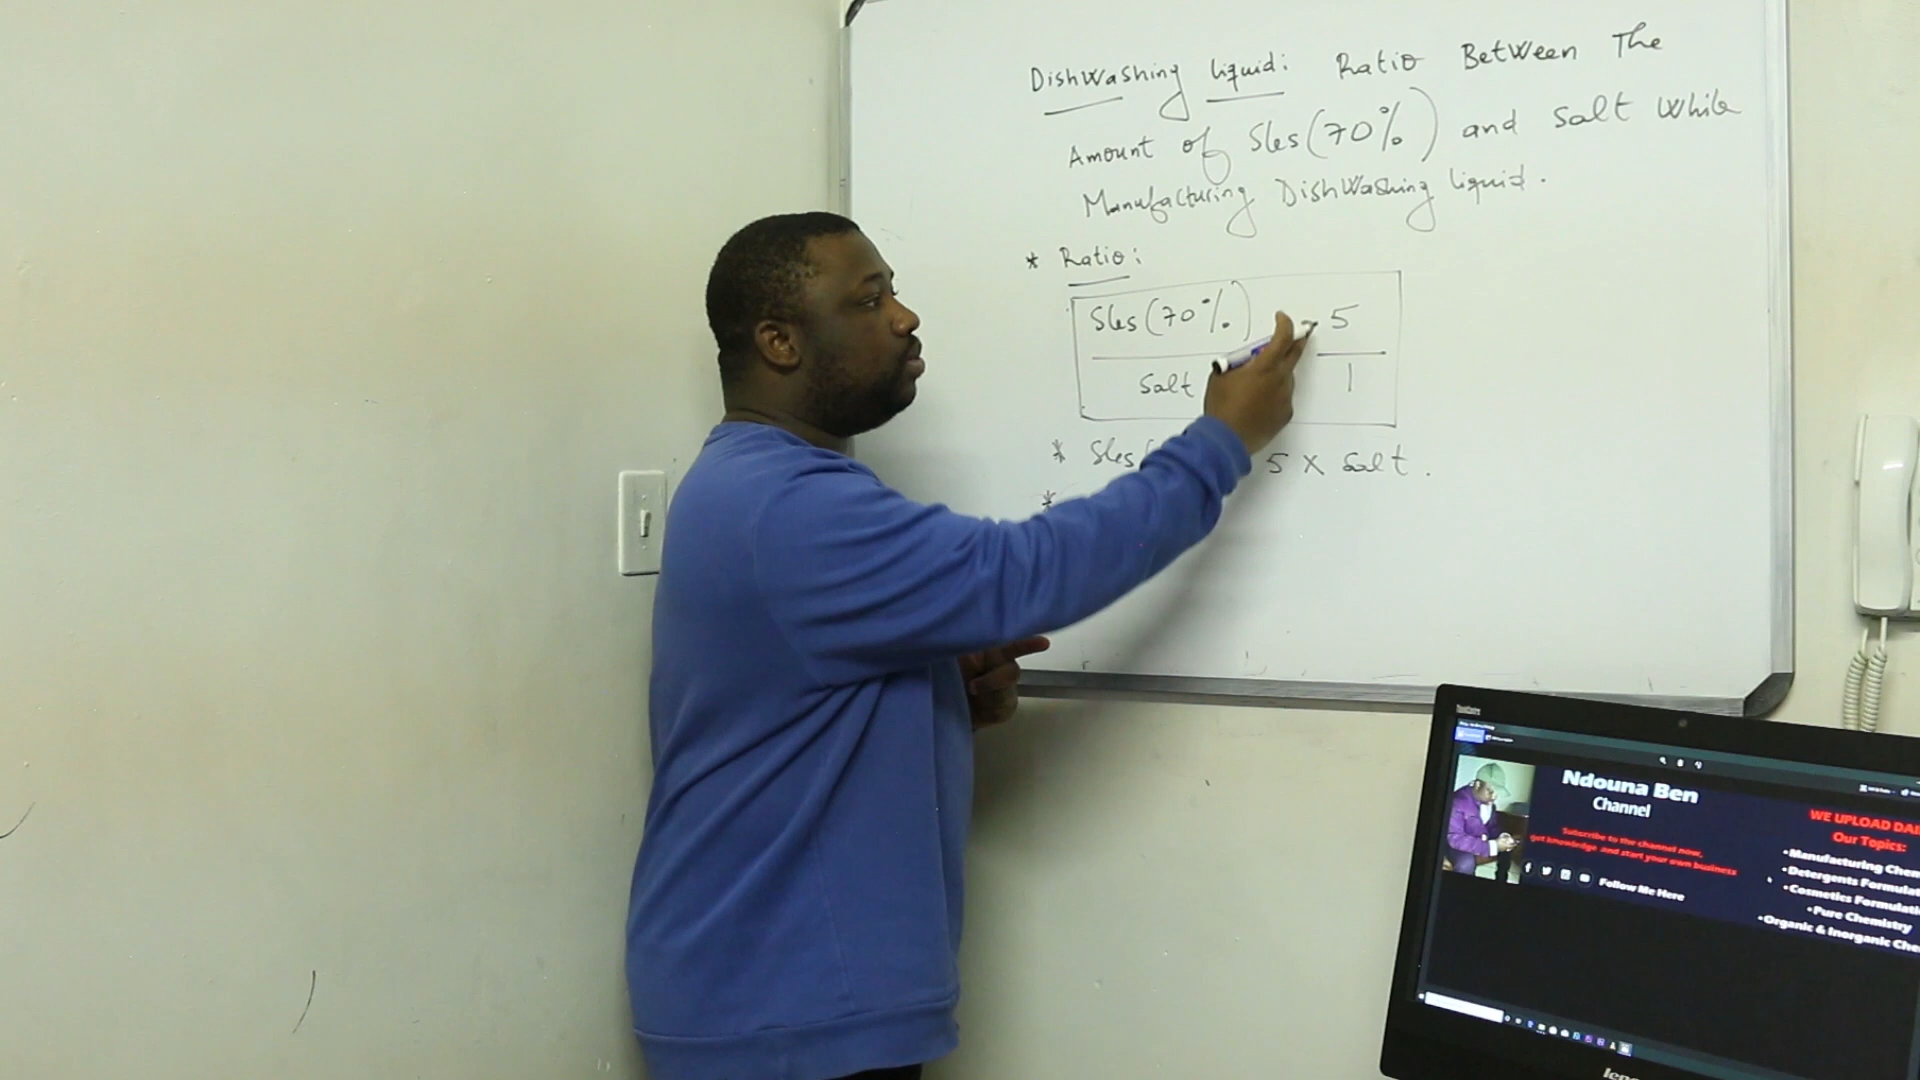 DishWashing liquid: Ratio Between The
Amount of Sles(70%) and Salt While
Manufacturing DishWashing liquid.
* Ratio:
Sles(70%) = 5
Salt 1
* Sles( 5 X Salt.
*
Ndouna Ben
Channel
Subscribe to the channel now,
get knowledge and start your own business
Follow Me Here
WE UPLOAD DAI
Our Topics:
•Manufacturing Chem
•Detergents Formulat
•Cosmetics Formulati
•Pure Chemistry
•Organic & Inorganic Che
leno